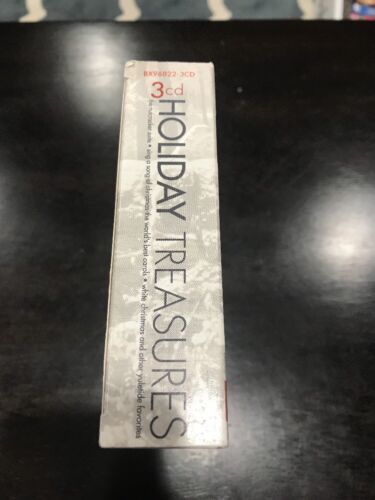 BX96822-3CD
3cd
HOLIDAY TREASURES
the nutcracker suite • sing a song of christmas the world's best carols • white christmas and other yuletide favorites